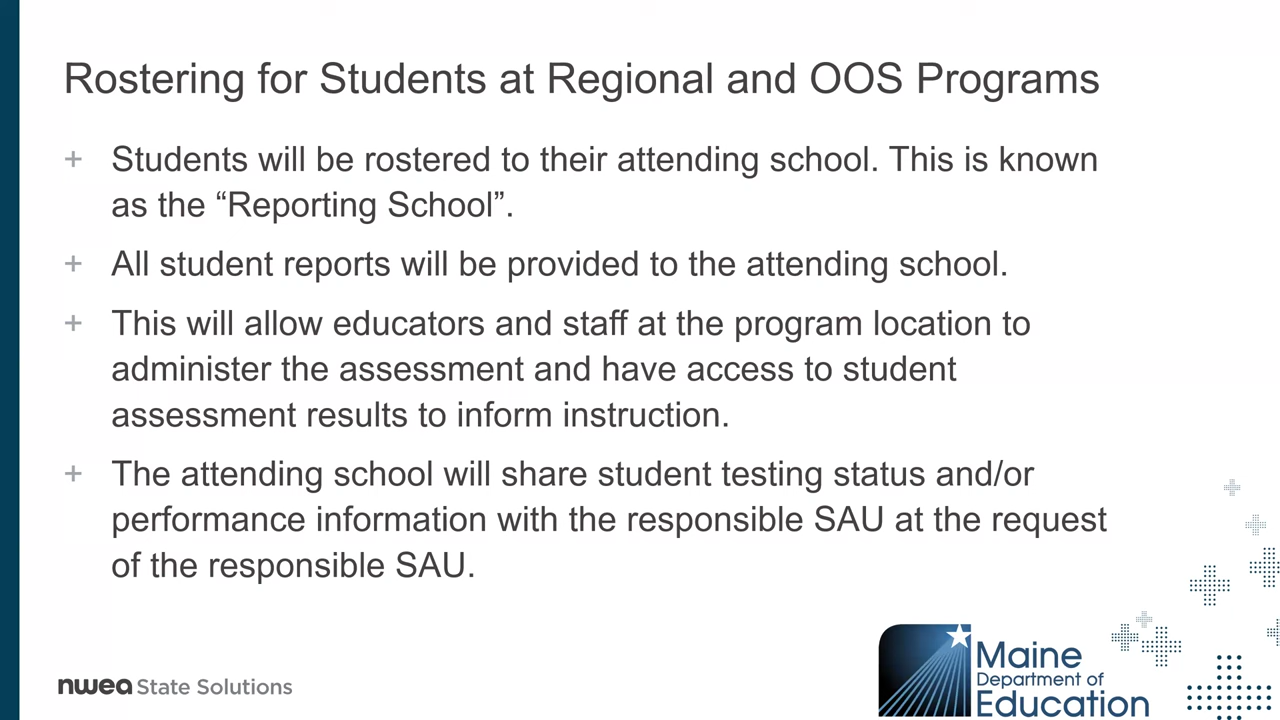 Rostering for Students at Regional and OOS Programs
+ Students will be rostered to their attending school. This is known
as the “Reporting School”.
+ All student reports will be provided to the attending school.
+ This will allow educators and staff at the program location to
administer the assessment and have access to student
assessment results to inform instruction.
+ The attending school will share student testing status and/or
performance information with the responsible SAU at the request
of the responsible SAU.
nwea State Solutions
Maine
Department of
Education